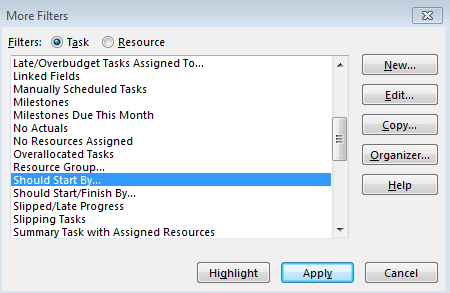 More Filters
Filters: Task Resource
Late/Overbudget Tasks Assigned To...
Linked Fields
Manually Scheduled Tasks
Milestones
Milestones Due This Month
No Actuals
No Resources Assigned
Overallocated Tasks
Resource Group...
Should Start By...
Should Start/Finish By...
Slipped/Late Progress
Slipping Tasks
Summary Task with Assigned Resources
New...
Edit...
Copy...
Organizer...
Help
Highlight Apply Cancel